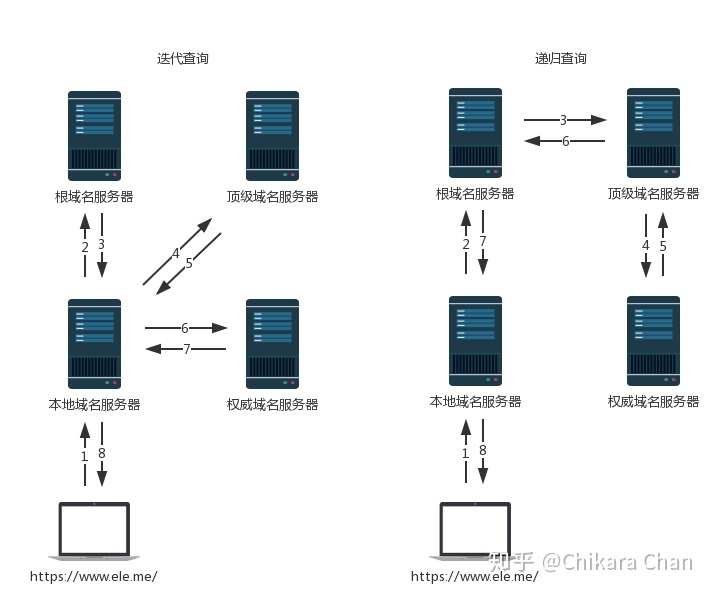 迭代查询
根域名服务器
顶级域名服务器
2
3
4
5
6
7
本地域名服务器
权威域名服务器
1
8
https://www.ele.me/
递归查询
3
6
根域名服务器
顶级域名服务器
2
7
4
5
本地域名服务器
权威域名服务器
1
8
https://www.ele.me/
知乎 @Chikara Chan